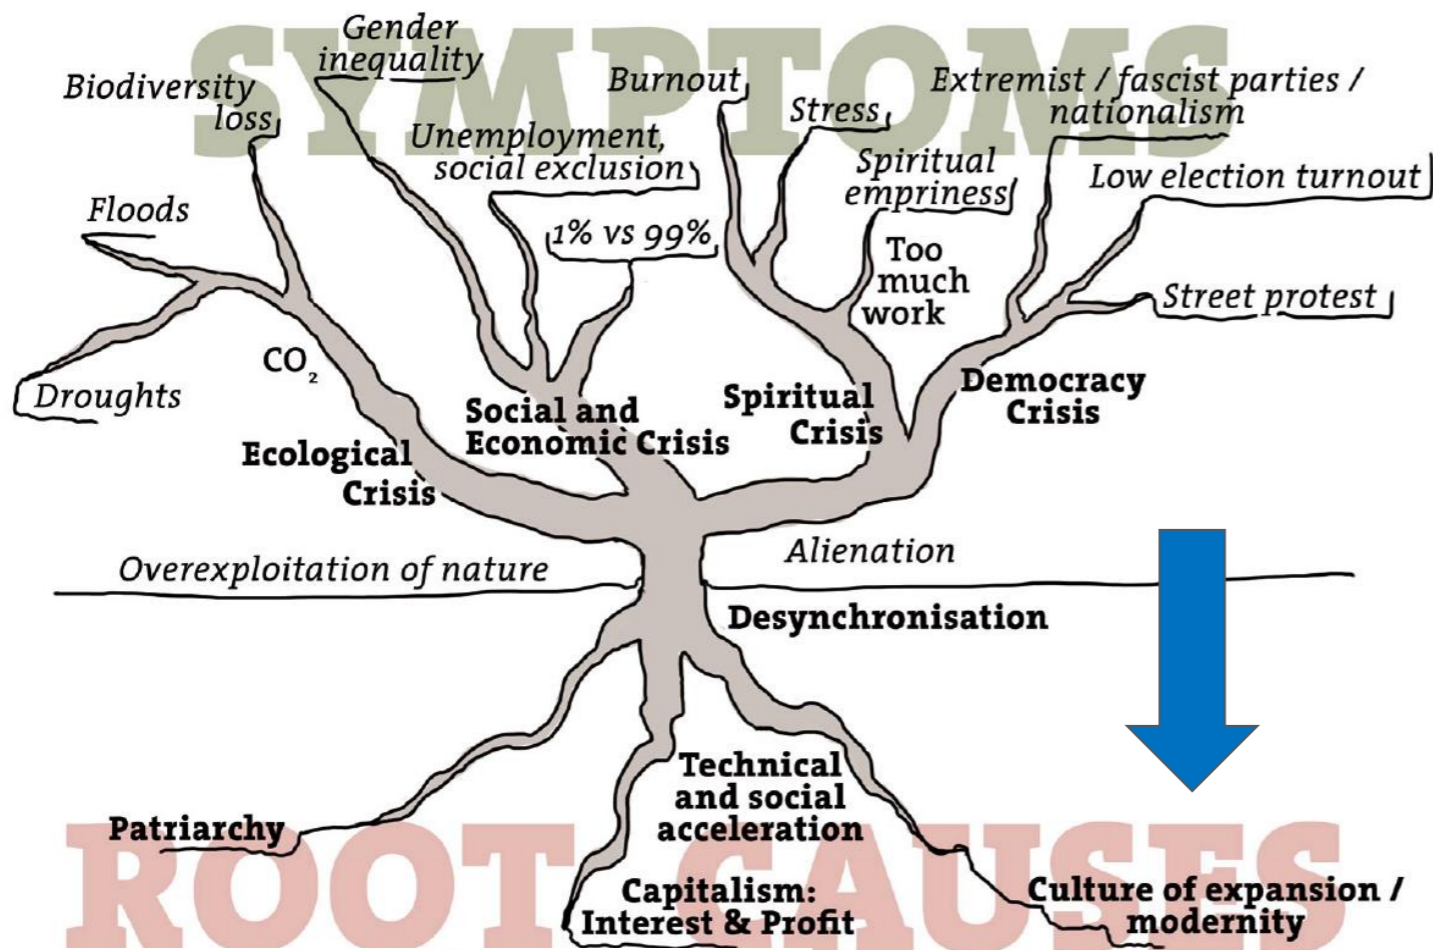 SYMPTOMS
Gender
inequality
Biodiversity
loss
Burnout
Extremist / fascist parties /
nationalism
Stress
Unemployment,
social exclusion
Spiritual
empriness
Low election turnout
Floods
1% vs 99%
Too
much
work
Street protest
CO₂
Droughts
Social and
Economic Crisis
Spiritual
Crisis
Democracy
Crisis
Ecological
Crisis
Overexploitation of nature
Alienation
Desynchronisation
Technical
and social
acceleration
Patriarchy
ROOT CAUSES
Capitalism:
Interest & Profit
Culture of expansion /
modernity